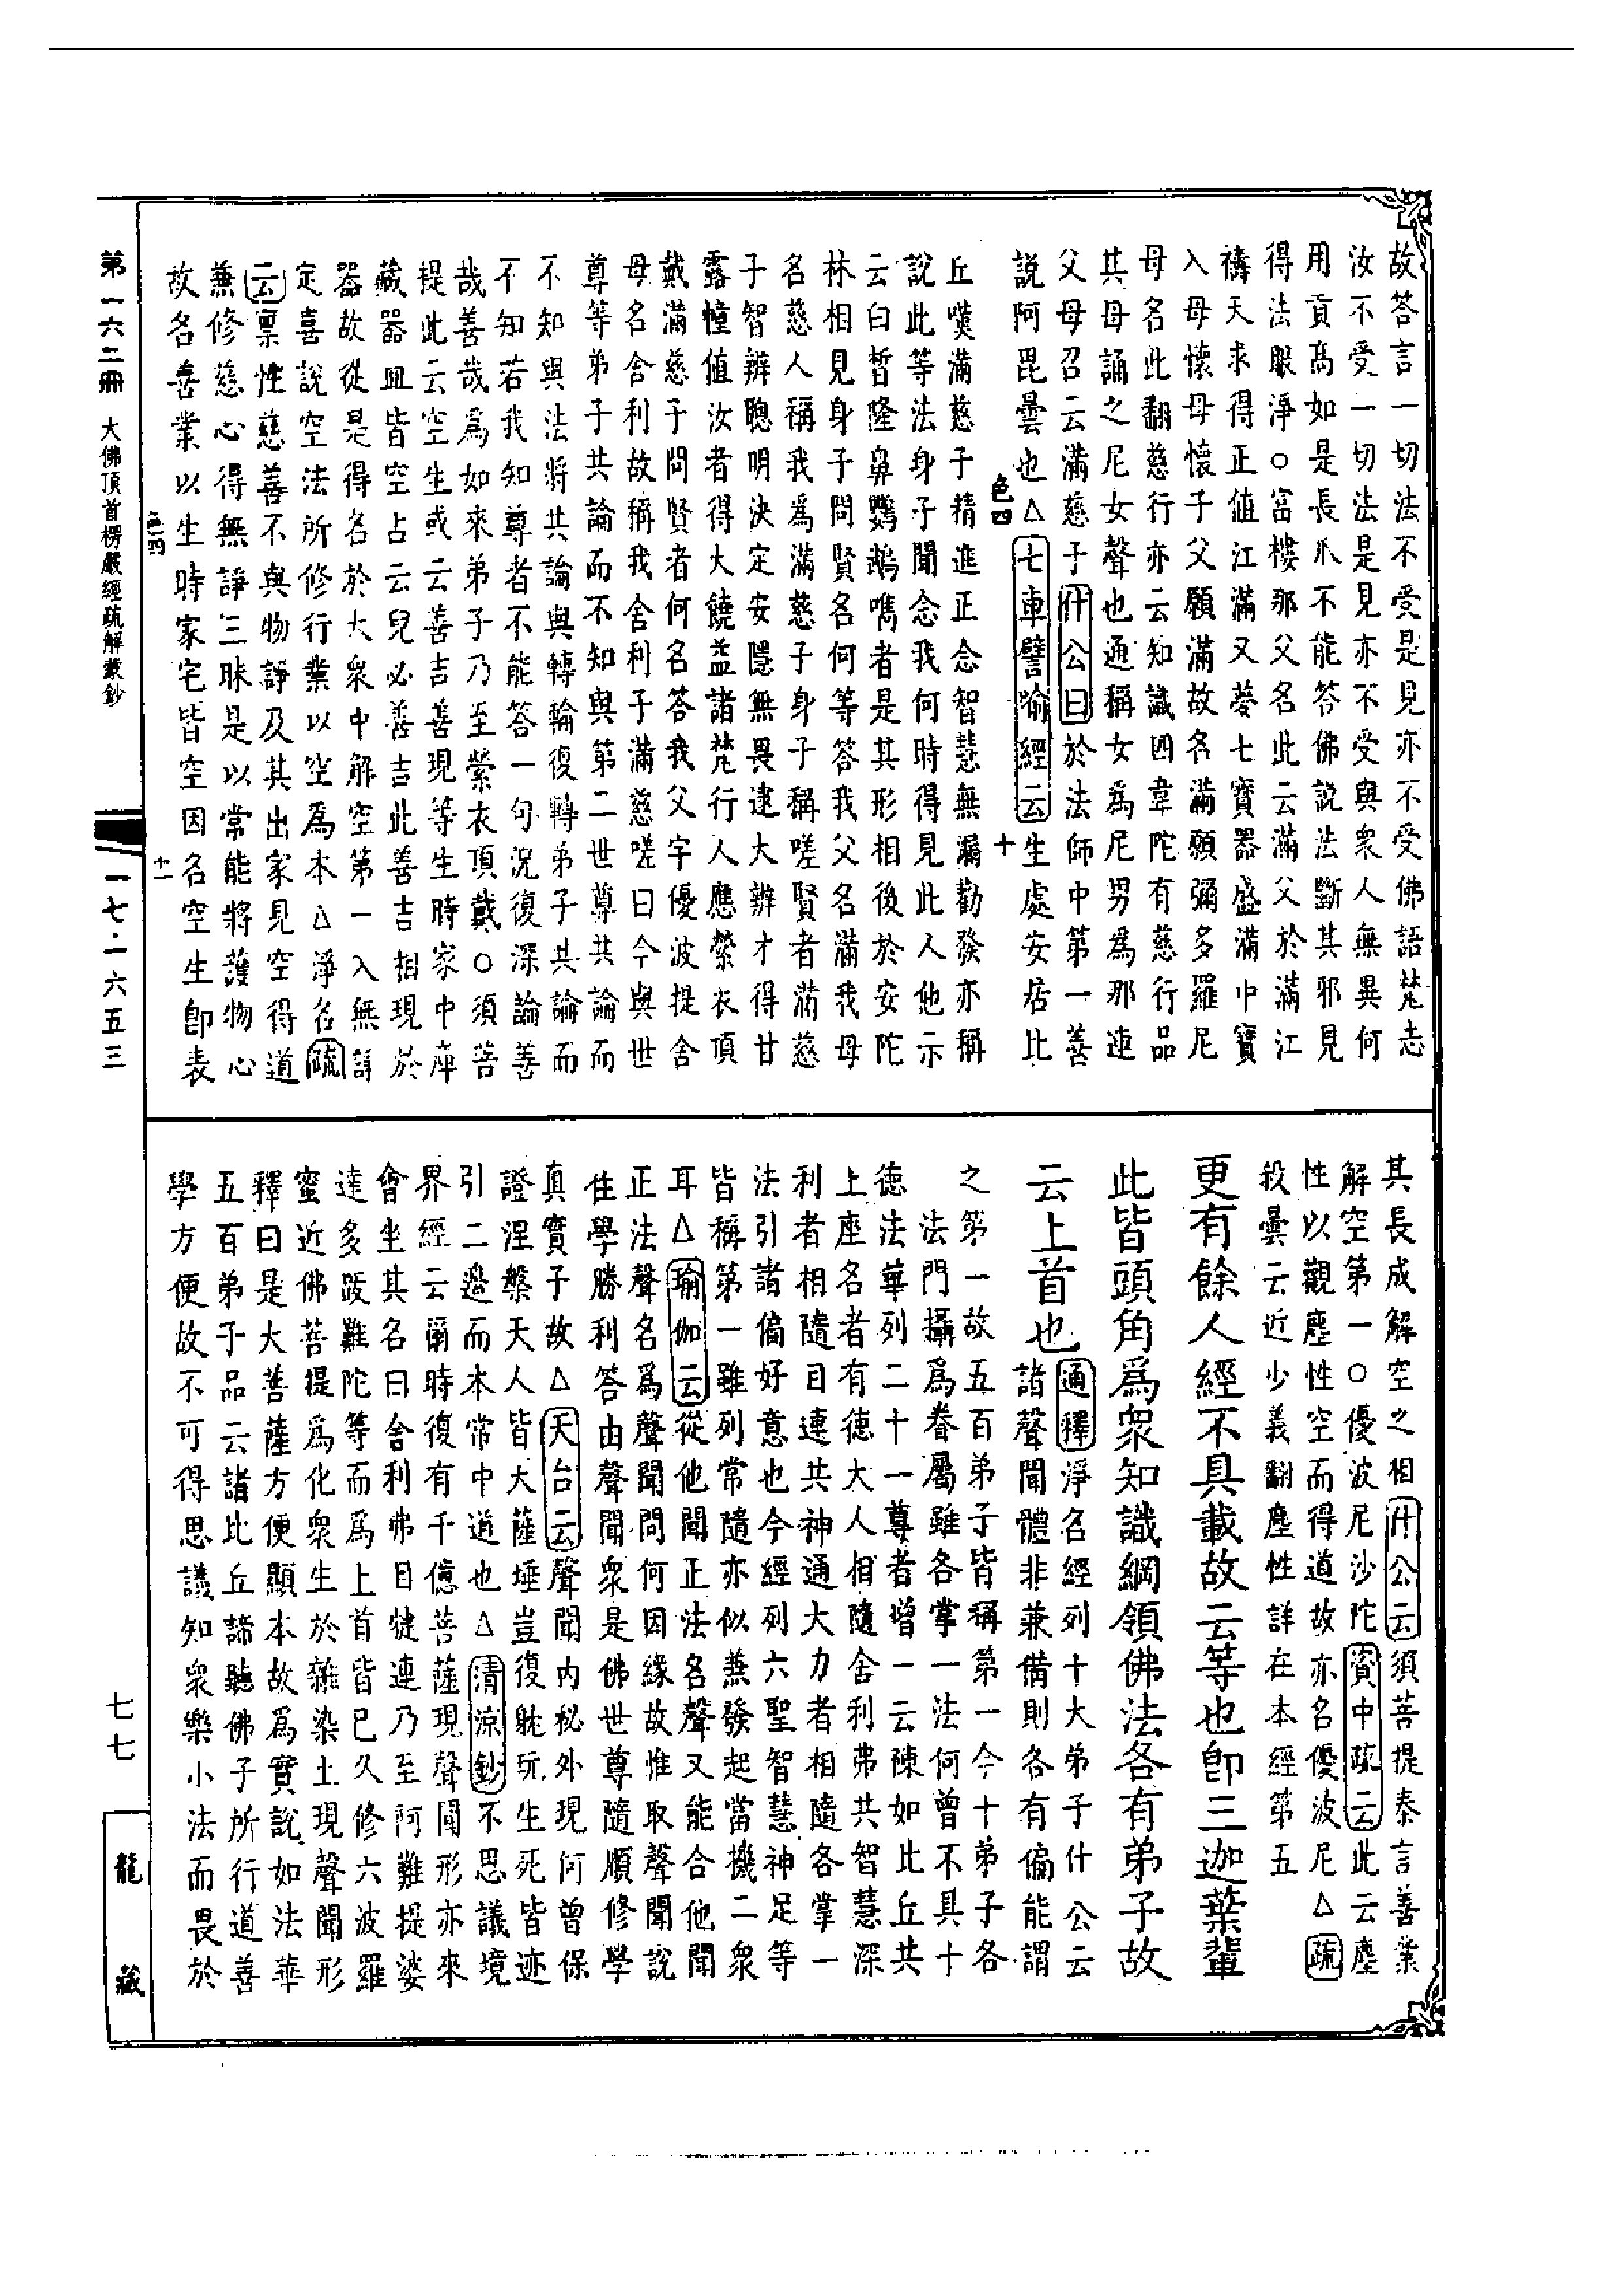 故答言一切法不受是見亦不受佛語梵志
汝不受一切法是見亦不受與衆人無異何
用貢高如是長爪不能答佛說法斷其邪見
得法眼淨○富樓那父名此云滿父於滿江
禱天求得正值江滿又夢七寶器盛滿中寶
入母懷母懷子父願滿故名滿願彌多羅尼
母名此翻慈行亦云知識四韋陀有慈行品
其母誦之尼女聲也通稱女爲尼男爲那連
父母召云滿慈子什公曰於法師中第一善
說阿毘曇也△七車譬喻經云生處安居比
色四
十
丘嘆滿慈子精進正念智慧無漏勸發亦稱
說此等法身子聞念我何時得見此人他示
云白晳隆鼻鸚鵡嘴者是其形相後於安陀
林相見身子問賢名何等答我父名滿我母
名慈人稱我爲滿慈子身子稱嗟賢者滿慈
子智辨聰明決定安隱無畏逮大辨才得甘
露幢值汝者得大饒益諸梵行人應縈衣頂
戴滿慈子問賢者何名答我父字優波提舍
母名舍利故稱我舍利子滿慈嗟曰今與世
尊等弟子共論而不知與第二世尊共論而
不知與法將共論與轉輪復轉弟子共論而
不知若我知尊者不能答一句況復深論善
哉善哉爲如來弟子乃至縈衣頂戴○須菩
提此云空生或云善吉善現等生時家中庫
藏器皿皆空占云兒必善吉此善吉相現於
器故從是得名於大衆中解空第一入無諍
定喜說空法所修行業以空爲本△淨名疏
云稟性慈善不與物諍及其出家見空得道
兼修慈心得無諍三昧是以常能將護物心
故名善業以生時家宅皆空因名空生卽表
色四
十一
其長成解空之相什公云須菩提秦言善業
解空第一○優波尼沙陀資中疏云此云塵
性以觀塵性空而得道故亦名優波尼△疏
殺曇云近少義翻塵性詳在本經第五
更有餘人經不具載故云等也卽三迦葉輩
此皆頭角爲衆知識綱領佛法各有弟子故
云上首也通釋淨名經列十大弟子什公云
諸聲聞體非兼備則各有偏能謂
之第一故五百弟子皆稱第一今十弟子各
法門攝爲眷屬雖各掌一法何曾不具十
德法華列二十一尊者皆一云陳如比丘共
上座名者有德大人相隨舍利弗共智慧深
利者相隨目連共神通大力者相隨各掌一
法引諸偏好意也今經列六聖智慧神足等
皆稱第一雖列常隨亦似兼發起當機二衆
耳△瑜伽云從他聞正法名聲又能合他聞
正法聲名爲聲聞問何因緣故惟取聲聞說
住學勝利答由聲聞衆是佛世尊隨順修學
真實子故△天台云聲聞內秘外現何曾保
證涅槃天人皆大薩埵豈復躭玩生死皆迹
引二邊而本常中道也△清涼鈔不思議境
界經云爾時復有千億菩薩現聲聞形亦來
會坐其名曰舍利弗目犍連乃至阿難提婆
達多跋難陀等而爲上首皆已久修六波羅
蜜近佛菩提爲化衆生於雜染土現聲聞形
釋曰是大菩薩方便顯本故爲實說如法華
五百弟子品云諸比丘諦聽佛子所行道善
學方便故不可得思議知衆樂小法而畏於
第一六二冊 大佛頂首楞嚴經疏解蒙鈔
一七·一六五三
七七
龍藏